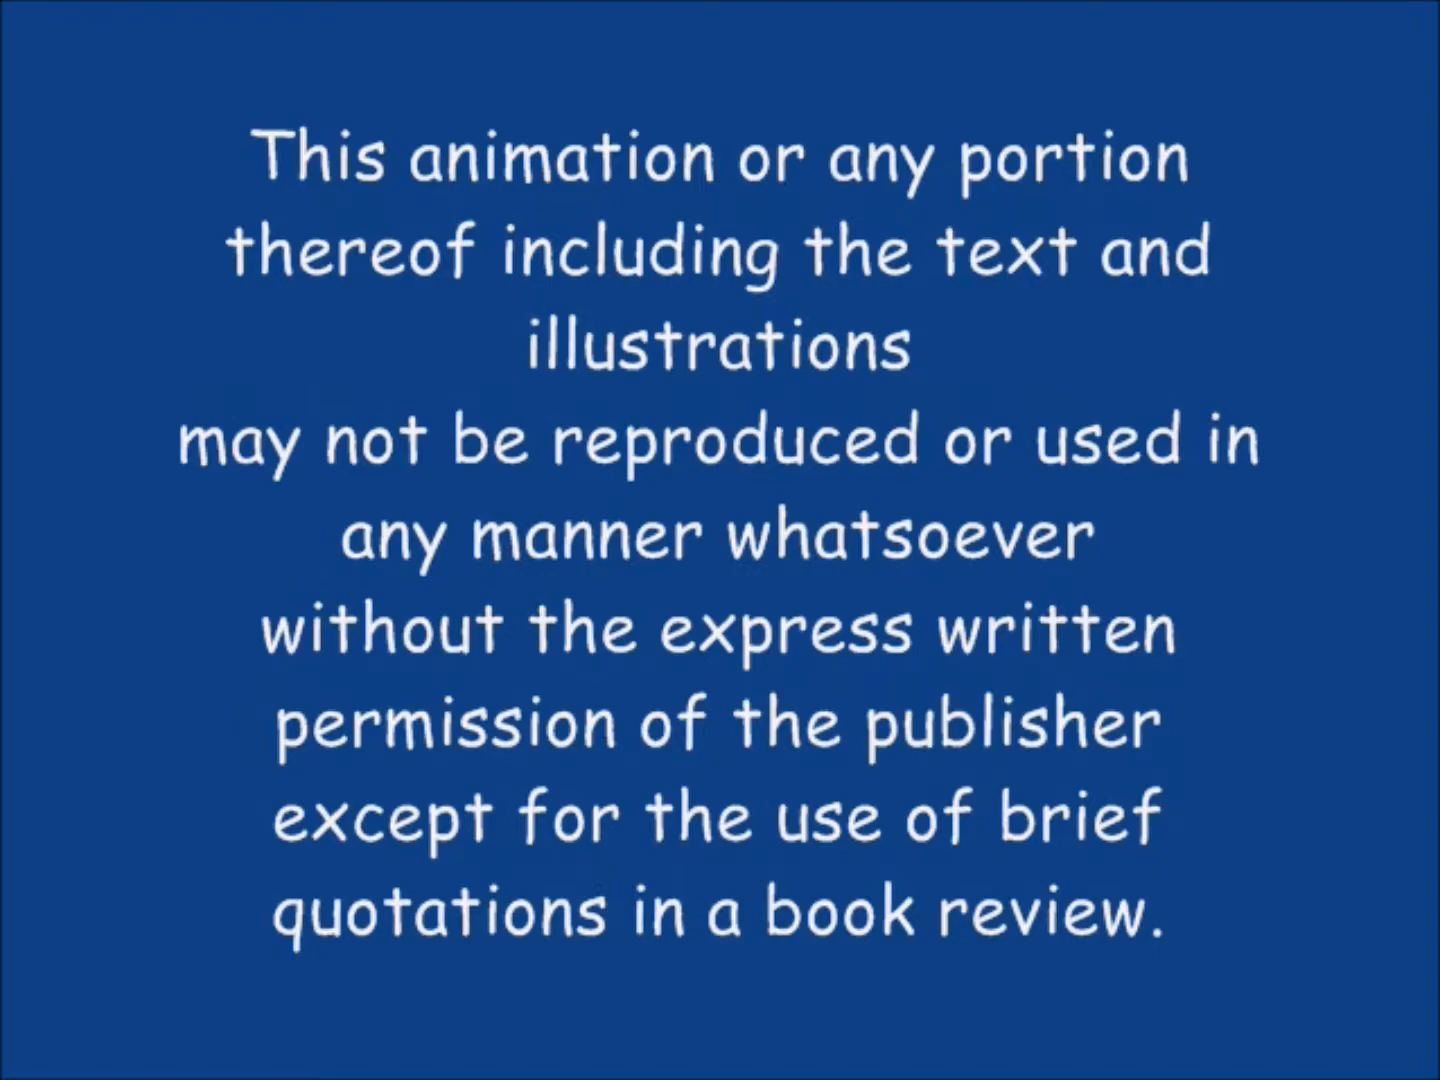 This animation or any portion
thereof including the text and
illustrations
may not be reproduced or used in
any manner whatsoever
without the express written
permission of the publisher
except for the use of brief
quotations in a book review.